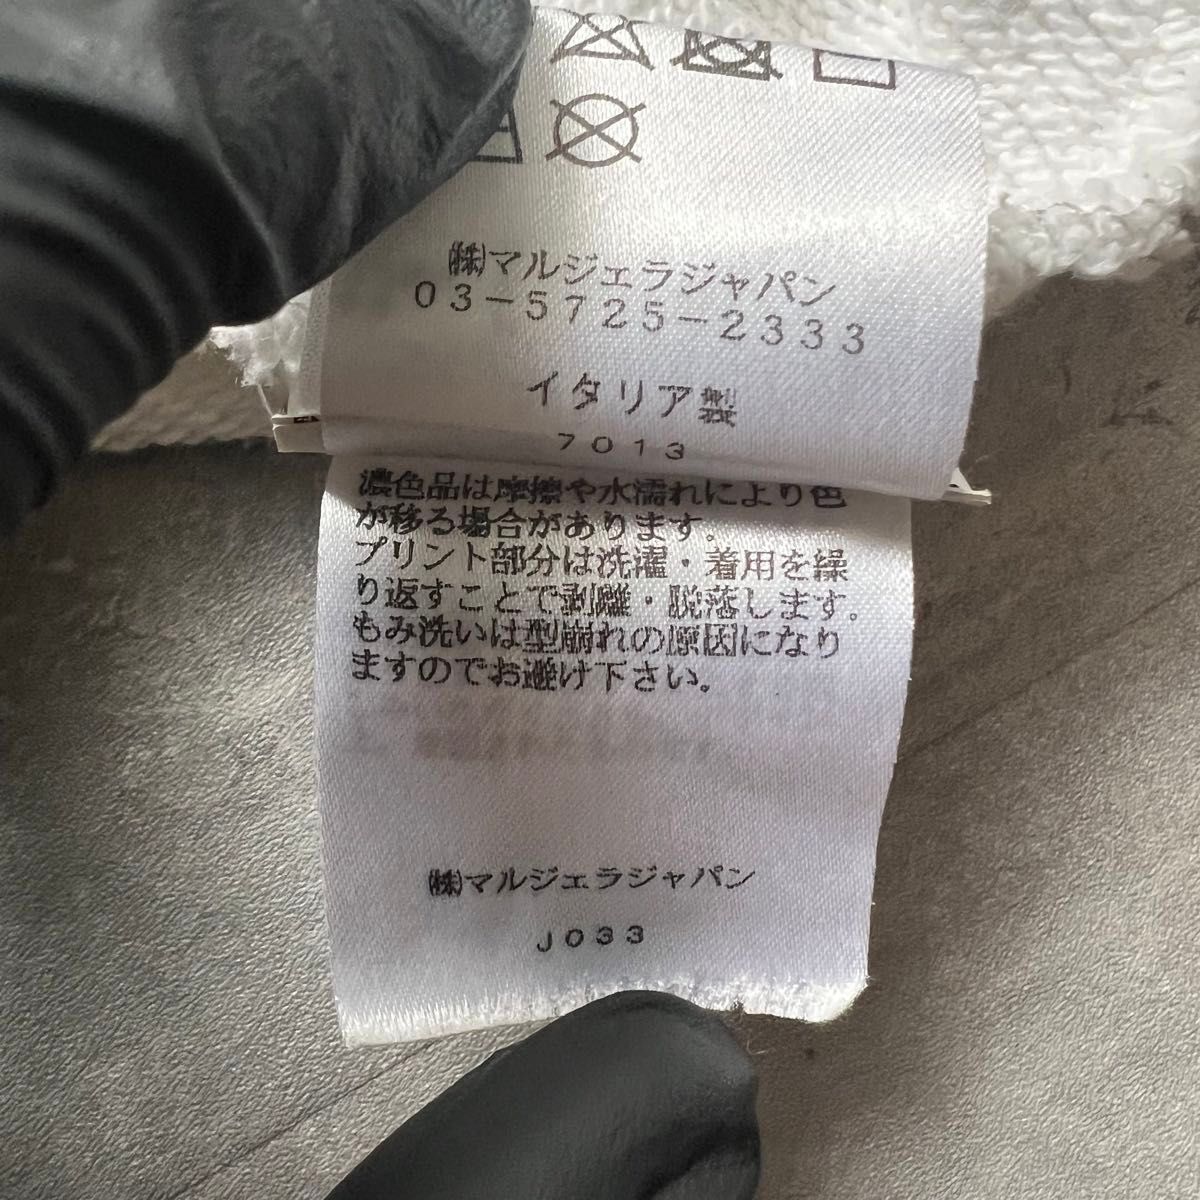 ㈱マルジェラジャパン
03-5725-2333
イタリア製
7013
濃色品は摩擦や水濡れにより色
が移る場合があります。
プリント部分は洗濯・着用を繰
り返すことで剥離・脱落します。
もみ洗いは型崩れの原因になり
ますのでお避け下さい。
㈱マルジェラジャパン
J033